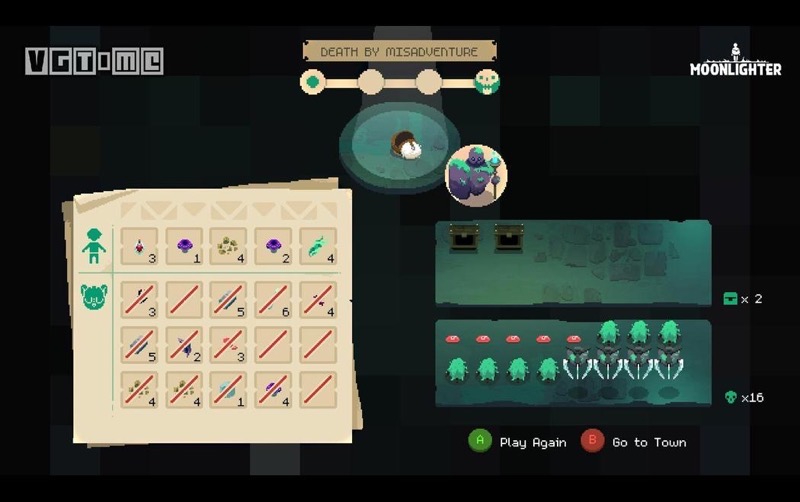 VGTIME
DEATH BY MISADVENTURE
MOONLIGHTER
3 1 4 2 4
3 5 6 4
5 2 3
4 4 1 4
x 2
x16
A Play Again B Go to Town